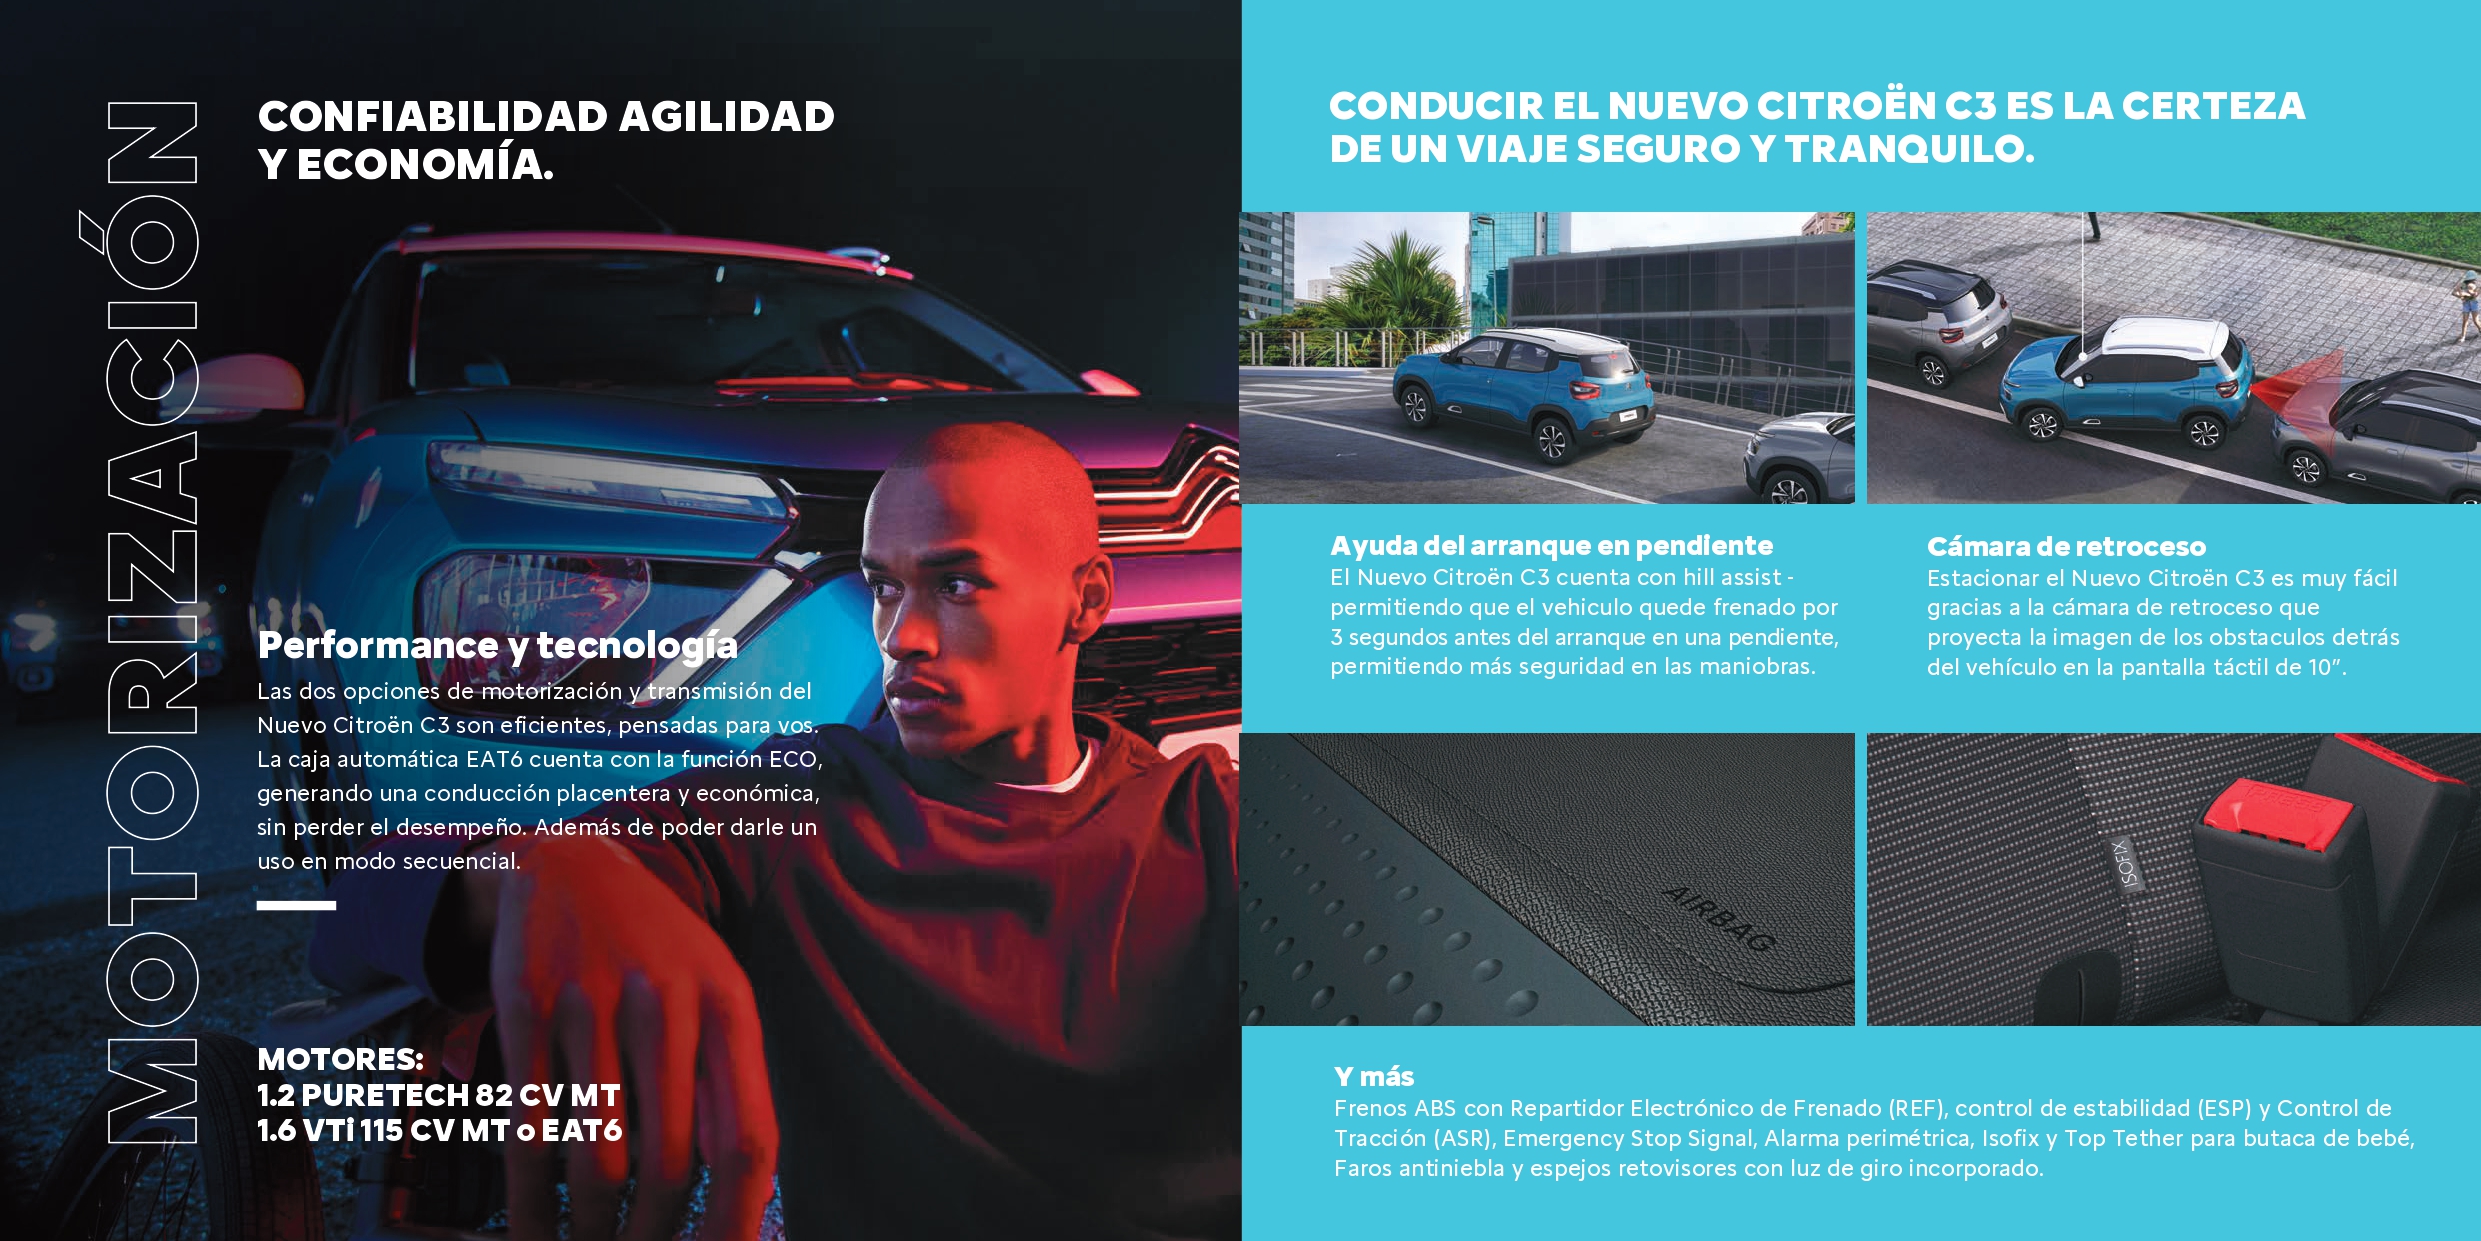 MOTORIZACIÓN
CONFIABILIDAD AGILIDAD
Y ECONOMÍA.
Performance y tecnología
Las dos opciones de motorización y transmisión del
Nuevo Citroën C3 son eficientes, pensadas para vos.
La caja automática EAT6 cuenta con la función ECO,
generando una conducción placentera y económica,
sin perder el desempeño. Además de poder darle un
uso en modo secuencial.
MOTORES:
1.2 PURETECH 82 CV MT
1.6 VTi 115 CV MT o EAT6
CONDUCIR EL NUEVO CITROËN C3 ES LA CERTEZA
DE UN VIAJE SEGURO Y TRANQUILO.
Ayuda del arranque en pendiente
El Nuevo Citroën C3 cuenta con hill assist -
permitiendo que el vehiculo quede frenado por
3 segundos antes del arranque en una pendiente,
permitiendo más seguridad en las maniobras.
Cámara de retroceso
Estacionar el Nuevo Citroën C3 es muy fácil
gracias a la cámara de retroceso que
proyecta la imagen de los obstaculos detrás
del vehículo en la pantalla táctil de 10”.
AIRBAG
ISOFIX
Y más
Frenos ABS con Repartidor Electrónico de Frenado (REF), control de estabilidad (ESP) y Control de
Tracción (ASR), Emergency Stop Signal, Alarma perimétrica, Isofix y Top Tether para butaca de bebé,
Faros antiniebla y espejos retovisores con luz de giro incorporado.